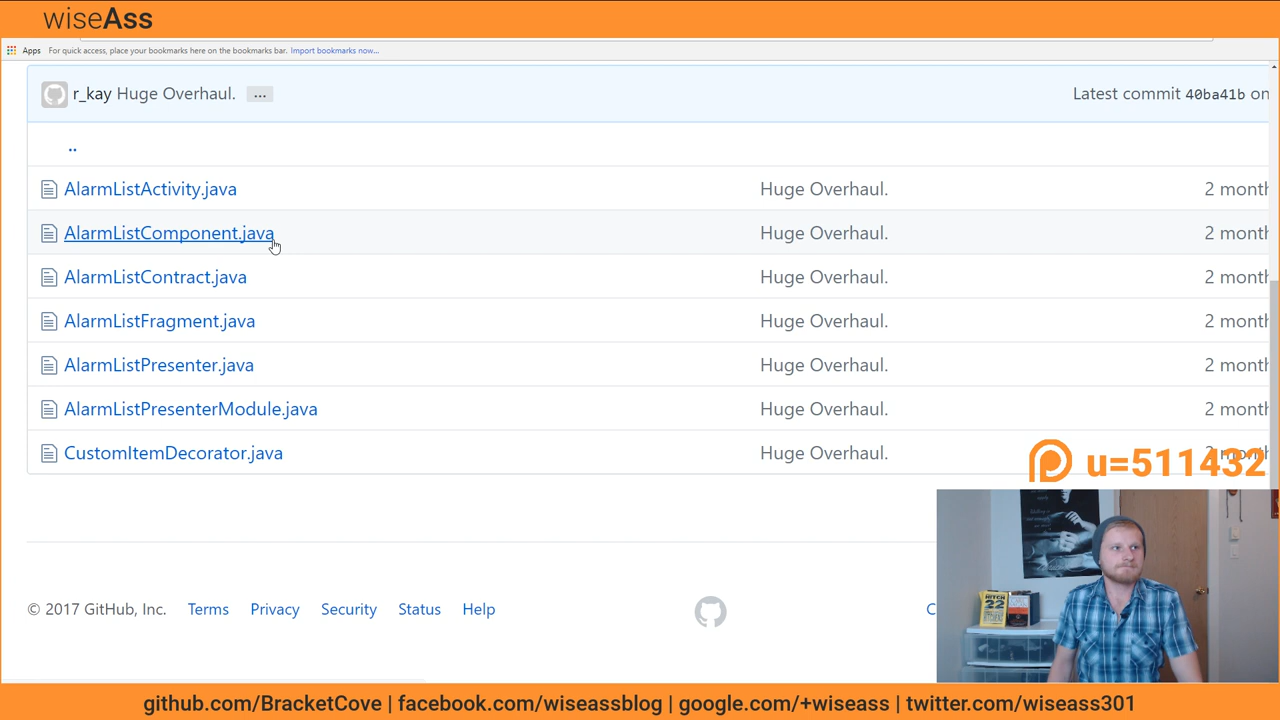 wiseAss
Apps For quick access, place your bookmarks here on the bookmarks bar. Import bookmarks now...
r_kay Huge Overhaul. ... Latest commit 40ba41b on
..
AlarmListActivity.java Huge Overhaul. 2 month
AlarmListComponent.java Huge Overhaul. 2 month
AlarmListContract.java Huge Overhaul. 2 month
AlarmListFragment.java Huge Overhaul. 2 month
AlarmListPresenter.java Huge Overhaul. 2 month
AlarmListPresenterModule.java Huge Overhaul. 2 month
CustomItemDecorator.java Huge Overhaul. 2 month
u=511432
HITCH
22
© 2017 GitHub, Inc. Terms Privacy Security Status Help C
github.com/BracketCove | facebook.com/wiseassblog | google.com/+wiseass | twitter.com/wiseass301